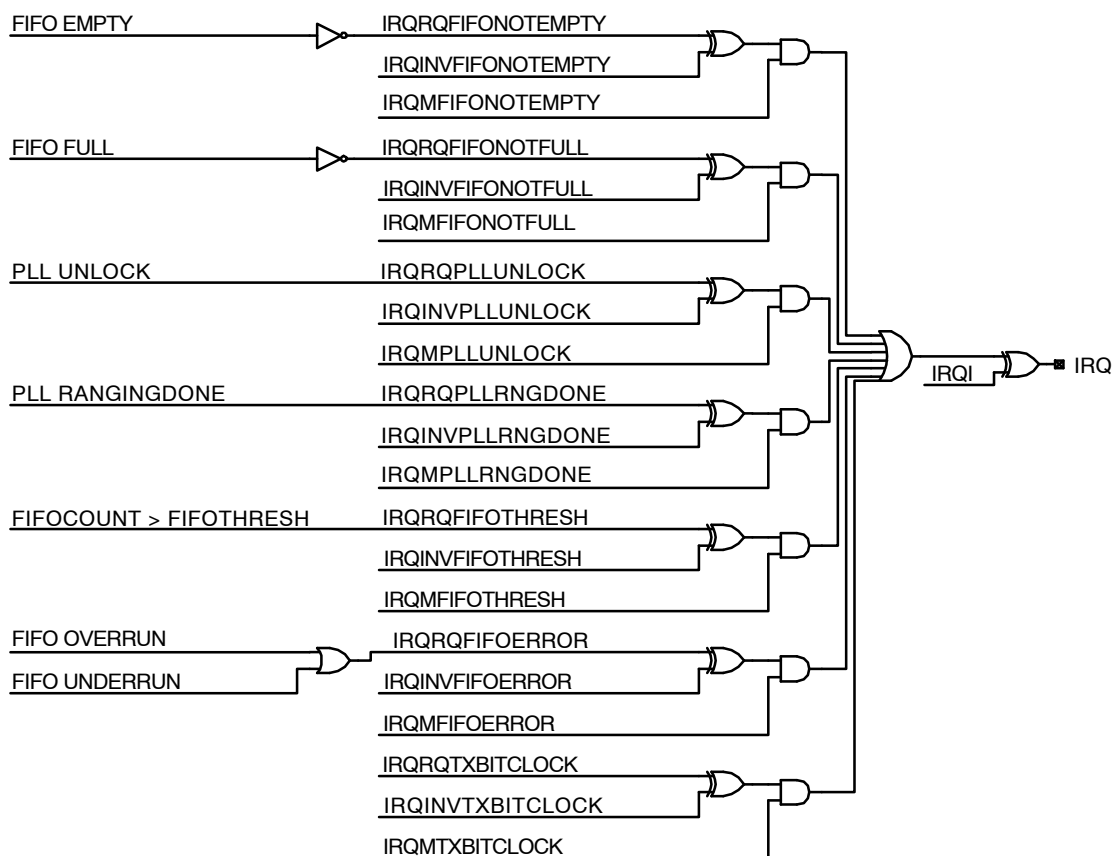 FIFO EMPTY
IRQRQFIFONOTEMPTY
IRQINVFIFONOTEMPTY
IRQMFIFONOTEMPTY
FIFO FULL
IRQRQFIFONOTFULL
IRQINVFIFONOTFULL
IRQMFIFONOTFULL
PLL UNLOCK
IRQRQPLLUNLOCK
IRQINVPLLUNLOCK
IRQMPLLUNLOCK
IRQI
IRQ
PLL RANGINGDONE
IRQRQPLLRNGDONE
IRQINVPLLRNGDONE
IRQMPLLRNGDONE
FIFOCOUNT > FIFOTHRESH
IRQRQFIFOTHRESH
IRQINVFIFOTHRESH
IRQMFIFOTHRESH
FIFO OVERRUN
IRQRQFIFOERROR
FIFO UNDERRUN
IRQINVFIFOERROR
IRQMFIFOERROR
IRQRQTXBITCLOCK
IRQINVTXBITCLOCK
IRQMTXBITCLOCK